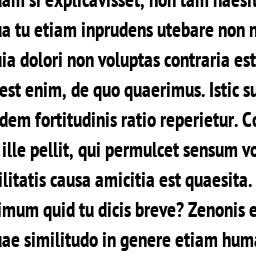 si explicavisset, non tam haesit
tu etiam inprudens utebare non n
dolori non voluptas contraria est
est enim, de quo quaerimus. Istic su
dem fortitudinis ratio reperietur. Co
ille pellit, qui permulcet sensum vo
ilitatis causa amicitia est quaesita.
imum quid tu dicis breve? Zenonis e
uae similitudo in genere etiam huma